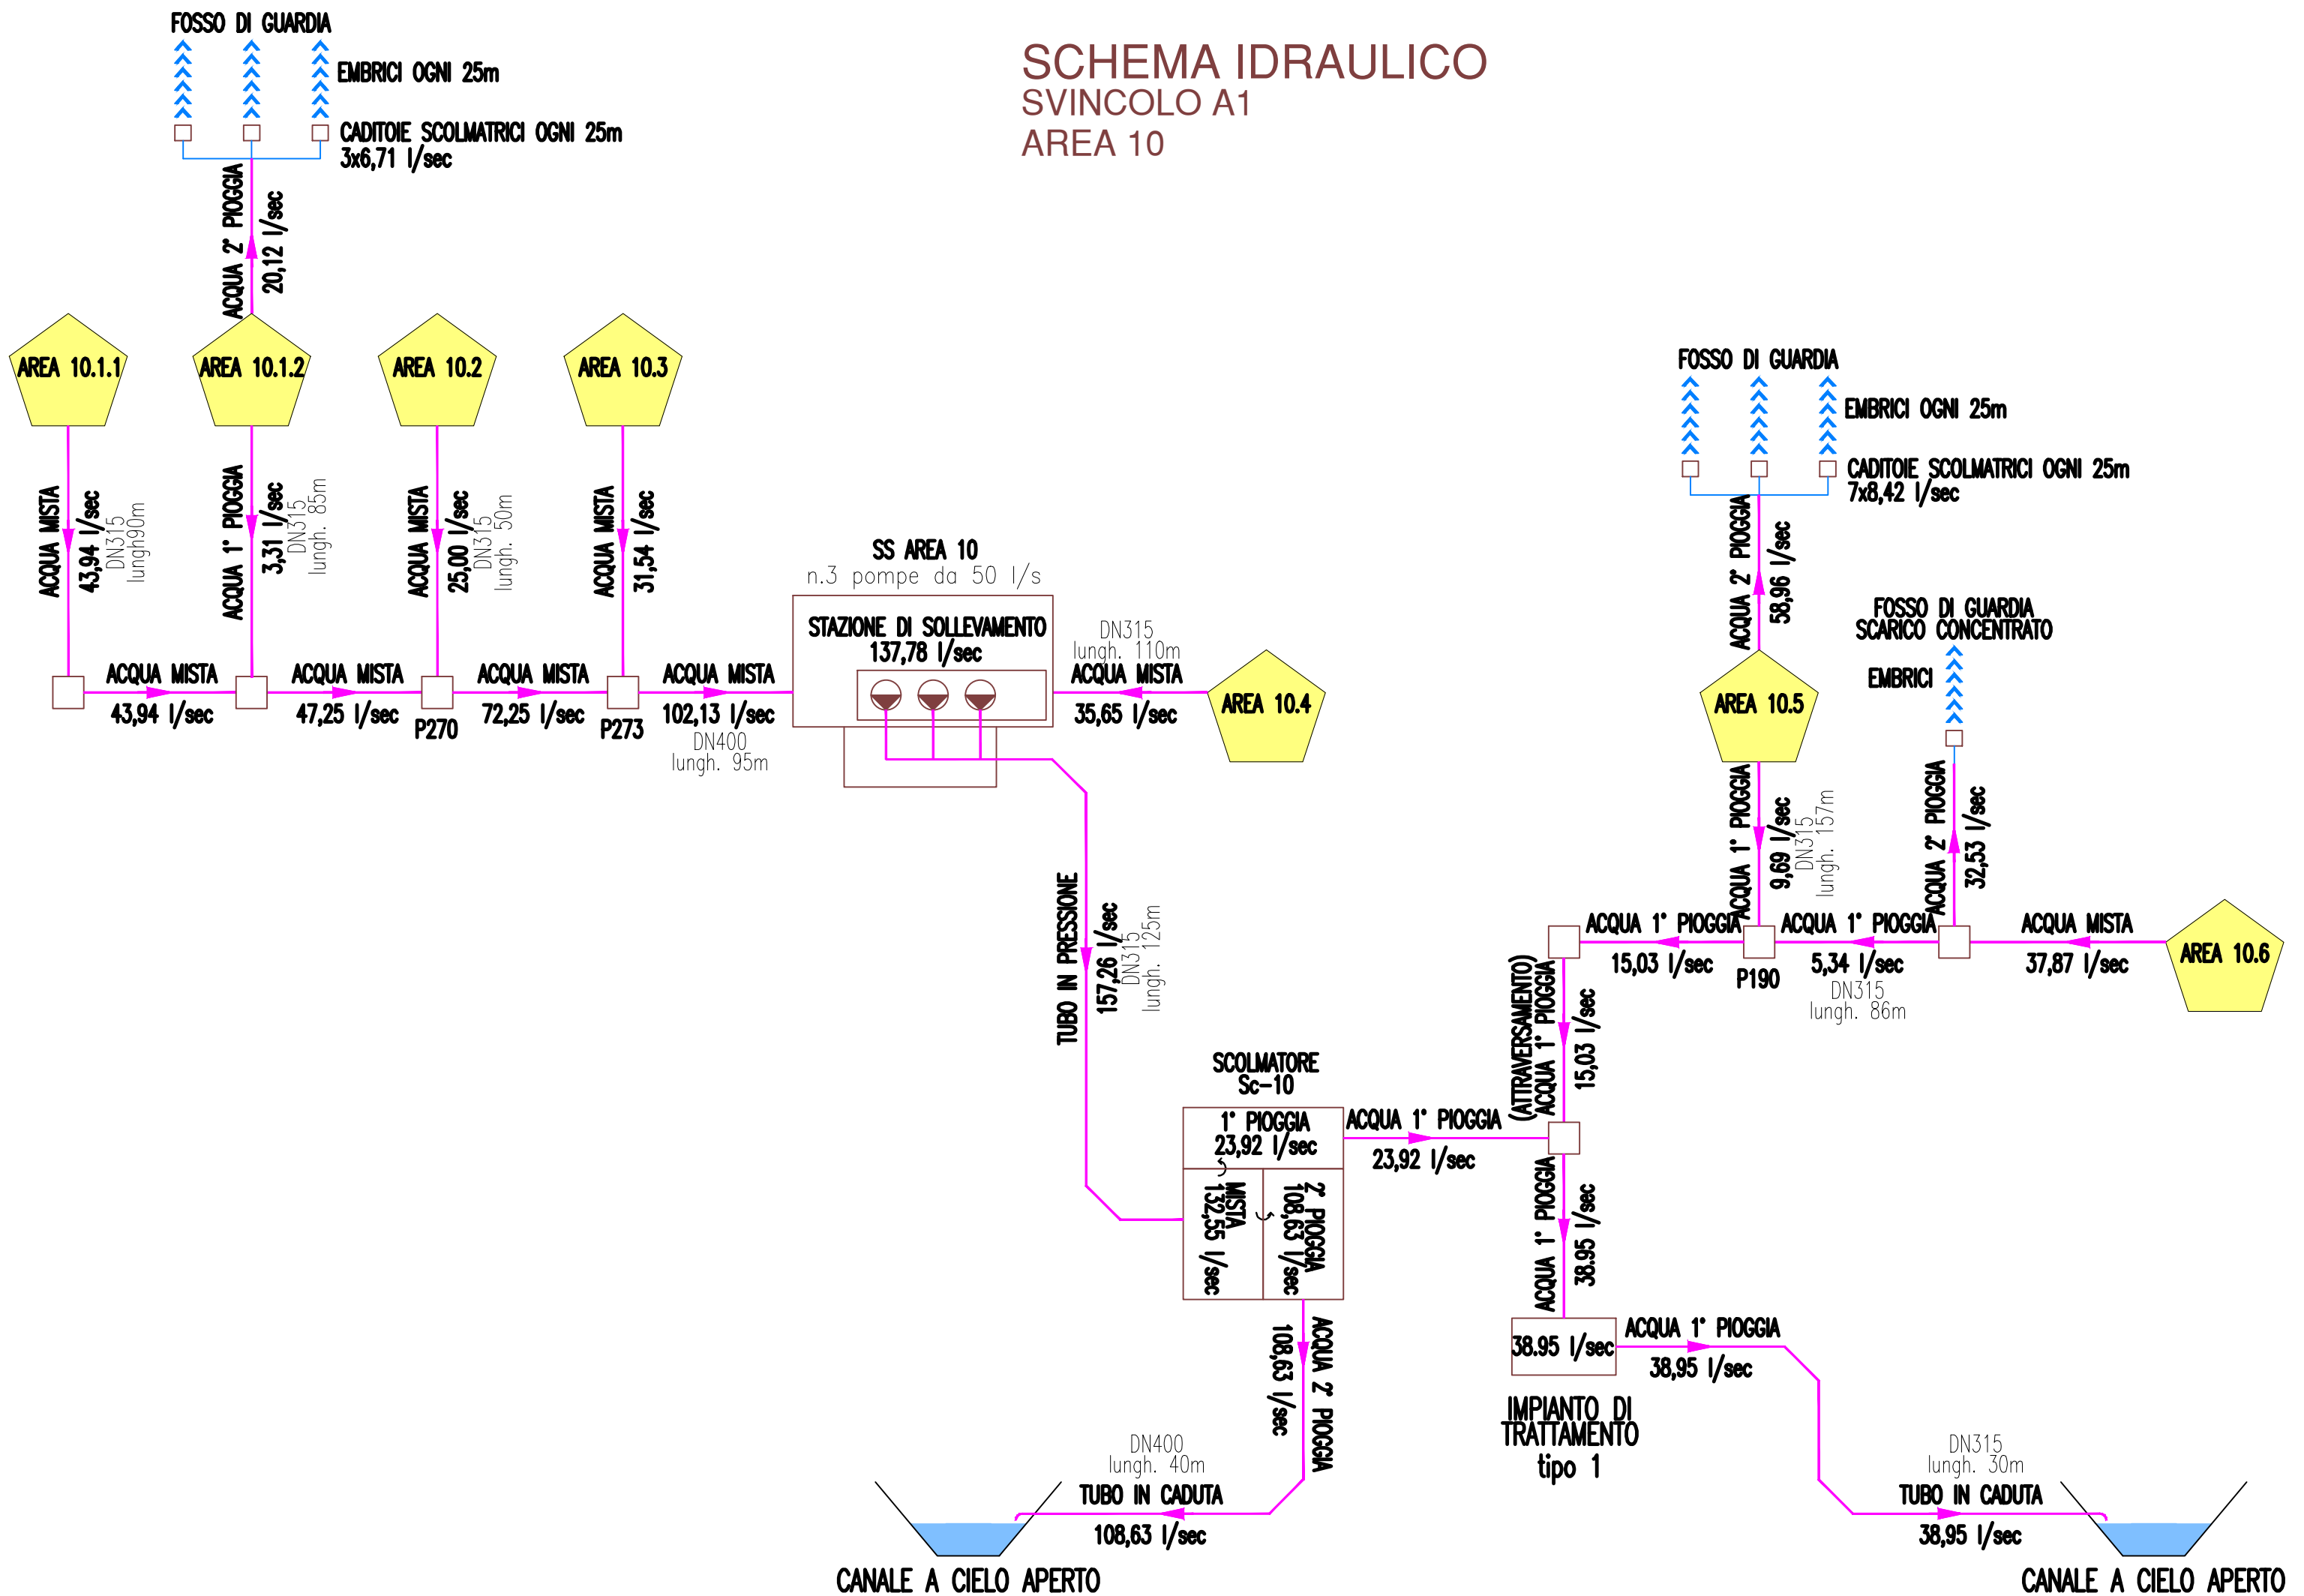 SCHEMA IDRAULICO
SVINCOLO A1
AREA 10
FOSSO DI GUARDIA
EMBRICI OGNI 25m
CADITOIE SCOLMATRICI OGNI 25m
3x6,71 l/sec
ACQUA 2° PIOGGIA
20,12 l/sec
AREA 10.1.1
AREA 10.1.2
AREA 10.2
AREA 10.3
ACQUA MISTA
43,94 l/sec
DN315
lungh90m
ACQUA 1° PIOGGIA
3,31 l/sec
DN315
lungh. 85m
ACQUA MISTA
25,00 l/sec
DN315
lungh. 50m
ACQUA MISTA
31,54 l/sec
ACQUA MISTA
43,94 l/sec
ACQUA MISTA
47,25 l/sec
P270
ACQUA MISTA
72,25 l/sec
P273
ACQUA MISTA
102,13 l/sec
DN400
lungh. 95m
SS AREA 10
n.3 pompe da 50 l/s
STAZIONE DI SOLLEVAMENTO
137,78 l/sec
DN315
lungh. 110m
ACQUA MISTA
35,65 l/sec
AREA 10.4
TUBO IN PRESSIONE
157,26 l/sec
DN315
lungh. 125m
FOSSO DI GUARDIA
EMBRICI OGNI 25m
CADITOIE SCOLMATRICI OGNI 25m
7x8,42 l/sec
ACQUA 2° PIOGGIA
58,96 l/sec
AREA 10.5
FOSSO DI GUARDIA
SCARICO CONCENTRATO
EMBRICI
ACQUA 1° PIOGGIA
9,69 l/sec
DN315
lungh. 157m
ACQUA 2° PIOGGIA
32,53 l/sec
ACQUA 1° PIOGGIA
15,03 l/sec
P190
ACQUA 1° PIOGGIA
5,34 l/sec
DN315
lungh. 86m
ACQUA MISTA
37,87 l/sec
AREA 10.6
(ATTRAVERSAMENTO)
ACQUA 1° PIOGGIA
15,03 l/sec
SCOLMATORE
Sc-10
1° PIOGGIA
23,92 l/sec
MISTA
132,55 l/sec
2° PIOGGIA
108,63 l/sec
ACQUA 1° PIOGGIA
23,92 l/sec
ACQUA 1° PIOGGIA
38.95 l/sec
ACQUA 2° PIOGGIA
108,63 l/sec
38.95 l/sec
IMPIANTO DI
TRATTAMENTO
tipo 1
ACQUA 1° PIOGGIA
38,95 l/sec
DN400
lungh. 40m
TUBO IN CADUTA
108,63 l/sec
CANALE A CIELO APERTO
DN315
lungh. 30m
TUBO IN CADUTA
38,95 l/sec
CANALE A CIELO APERTO